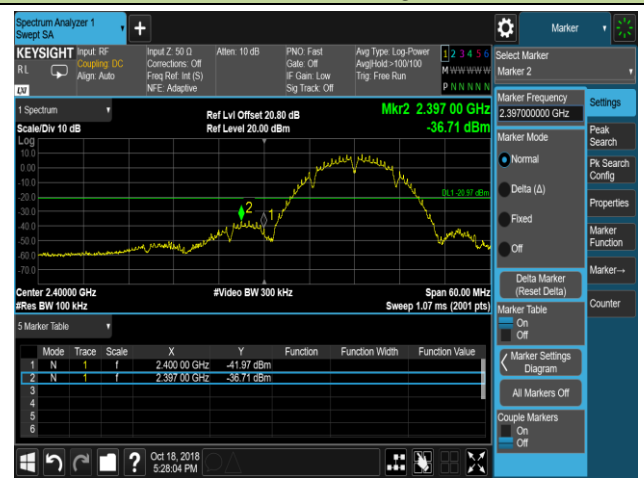 Spectrum Analyzer 1
Swept SA
Marker
KEYSIGHT
RL
LXI
Input: RF
Coupling: DC
Align: Auto
Input Z: 50 Ω
Corrections: Off
Freq Ref: Int (S)
NFE: Adaptive
Atten: 10 dB
PNO: Fast
Gate: Off
IF Gain: Low
Sig Track: Off
Avg Type: Log-Power
Avg|Hold:>100/100
Trig: Free Run
1 2 3 4 5 6
M W W W W W
P N N N N N
Select Marker
Marker 2
1 Spectrum
Scale/Div 10 dB
Ref Lvl Offset 20.80 dB
Ref Level 20.00 dBm
Mkr2 2.397 00 GHz
-36.71 dBm
Log
10.0
0.00
-10.0
-20.0
-30.0
-40.0
-50.0
-60.0
-70.0
2
1
DL1 -20.97 dBm
Center 2.40000 GHz
#Res BW 100 kHz
#Video BW 300 kHz
Span 60.00 MHz
Sweep 1.07 ms (2001 pts)
5 Marker Table
Mode Trace Scale X Y Function Function Width Function Value
1 N 1 f 2.400 00 GHz -41.97 dBm
2 N 1 f 2.397 00 GHz -36.71 dBm
3
4
5
6
Marker Frequency
2.397000000 GHz
Marker Mode
Normal
Delta (Δ)
Fixed
Off
Delta Marker
(Reset Delta)
Marker Table
On
Off
Marker Settings
Diagram
All Markers Off
Couple Markers
On
Off
Settings
Peak
Search
Pk Search
Config
Properties
Marker
Function
Marker→
Counter
?
Oct 18, 2018
5:28:04 PM